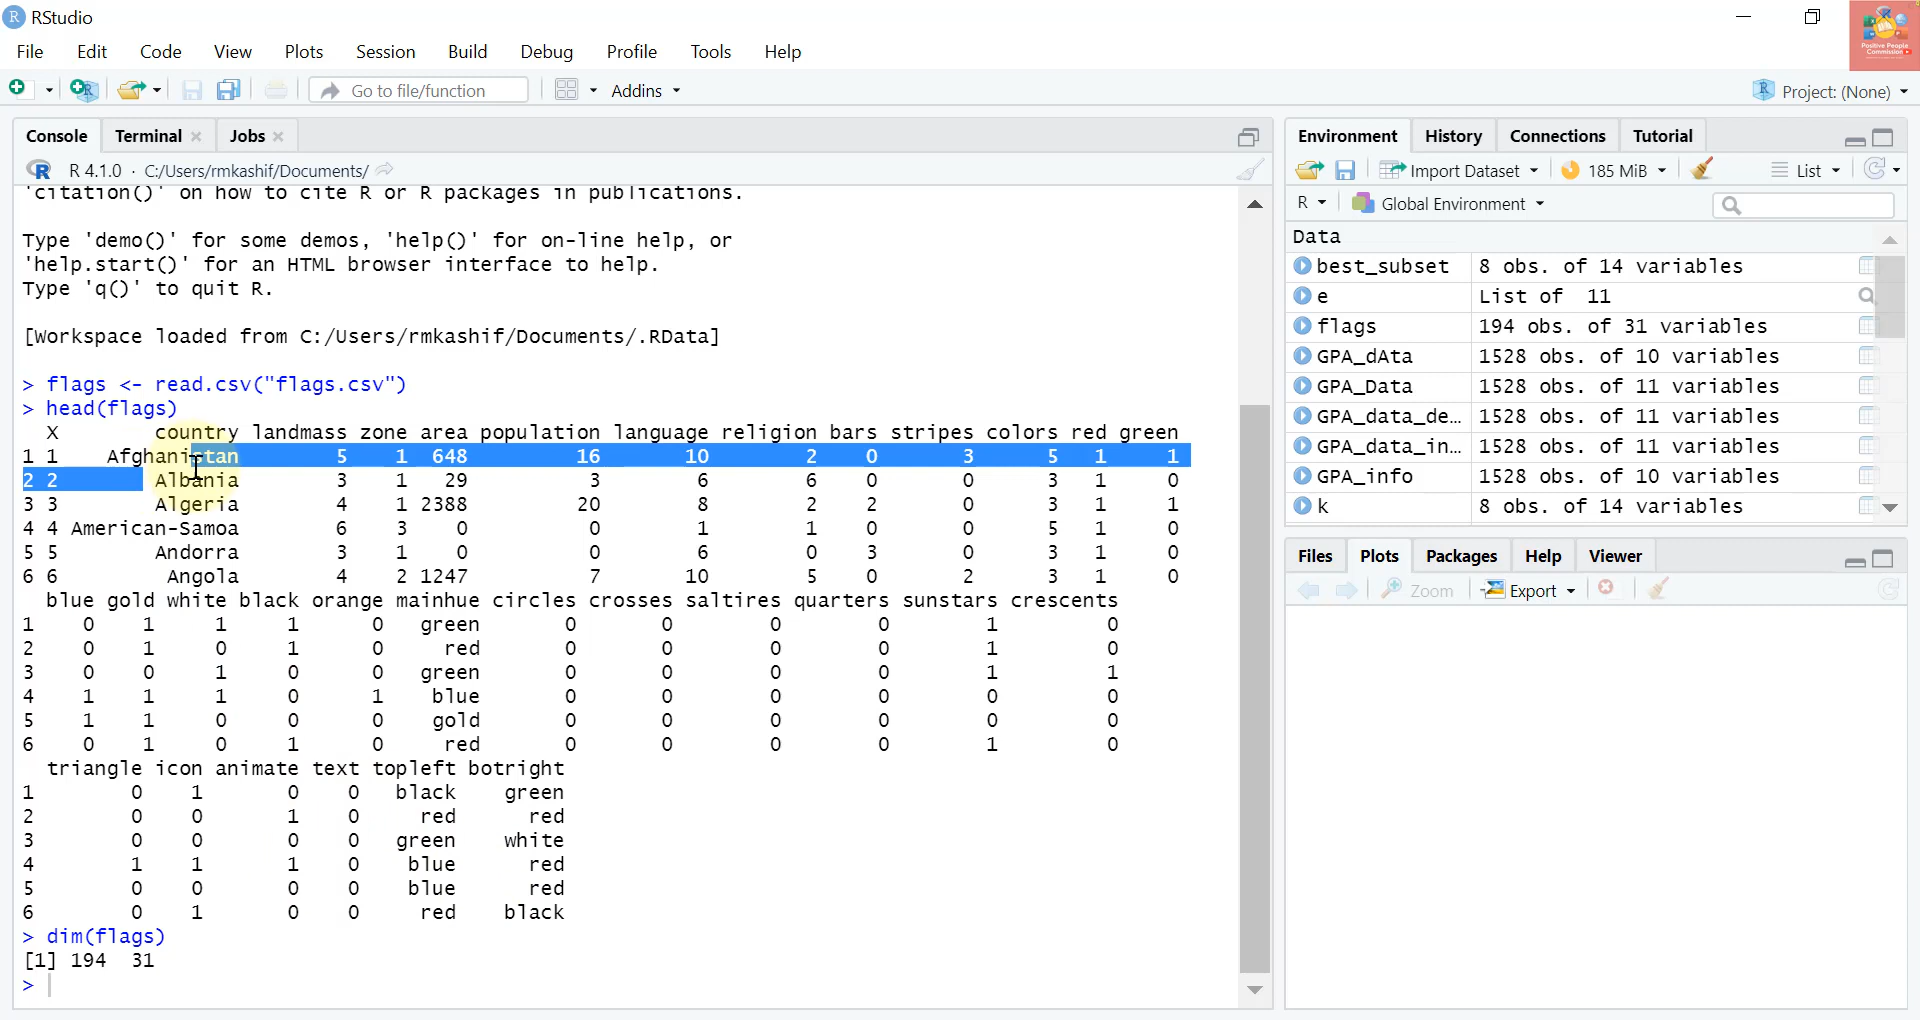 RStudio
File Edit Code View Plots Session Build Debug Profile Tools Help
Go to file/function Addins Project: (None)
Console Terminal Jobs
R 4.1.0 · C:/Users/rmkashif/Documents/
'citation()' on how to cite R or R packages in publications.
Type 'demo()' for some demos, 'help()' for on-line help, or
'help.start()' for an HTML browser interface to help.
Type 'q()' to quit R.
[Workspace loaded from C:/Users/rmkashif/Documents/.RData]
> flags <- read.csv("flags.csv")
> head(flags)
X country landmass zone area population language religion bars stripes colors red green
1 1 Afghanistan 5 1 648 16 10 2 0 3 5 1 1
2 2 Albania 3 1 29 3 6 6 0 0 3 1 0
3 3 Algeria 4 1 2388 20 8 2 2 0 3 1 1
4 4 American-Samoa 6 3 0 0 1 1 0 0 5 1 0
5 5 Andorra 3 1 0 0 6 0 3 0 3 1 0
6 6 Angola 4 2 1247 7 10 5 0 2 3 1 0
blue gold white black orange mainhue circles crosses saltires quarters sunstars crescents
1 0 1 1 1 0 green 0 0 0 0 1 0
2 0 1 0 1 0 red 0 0 0 0 1 0
3 0 0 1 0 0 green 0 0 0 0 1 1
4 1 1 1 0 1 blue 0 0 0 0 0 0
5 1 1 0 0 0 gold 0 0 0 0 0 0
6 0 1 0 1 0 red 0 0 0 0 1 0
triangle icon animate text topleft botright
1 0 1 0 0 black green
2 0 0 1 0 red red
3 0 0 0 0 green white
4 1 1 1 0 blue red
5 0 0 0 0 blue red
6 0 1 0 0 red black
> dim(flags)
[1] 194 31
>
Environment History Connections Tutorial
Import Dataset 185 MiB List
R Global Environment
Data
best_subset 8 obs. of 14 variables
e List of 11
flags 194 obs. of 31 variables
GPA_dAta 1528 obs. of 10 variables
GPA_Data 1528 obs. of 11 variables
GPA_data_de... 1528 obs. of 11 variables
GPA_data_in... 1528 obs. of 11 variables
GPA_info 1528 obs. of 10 variables
k 8 obs. of 14 variables
Files Plots Packages Help Viewer
Zoom Export
Positive People
Commission